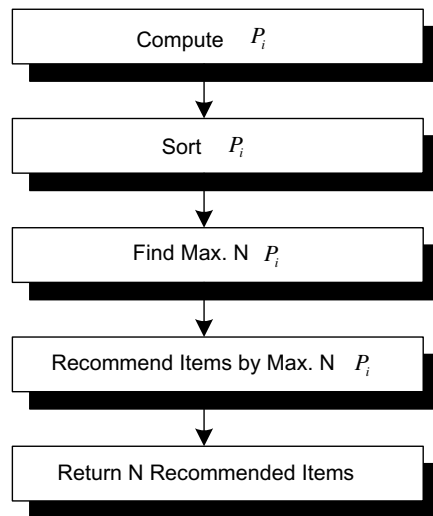 Compute P_i
Sort P_i
Find Max. N P_i
Recommend Items by Max. N P_i
Return N Recommended Items